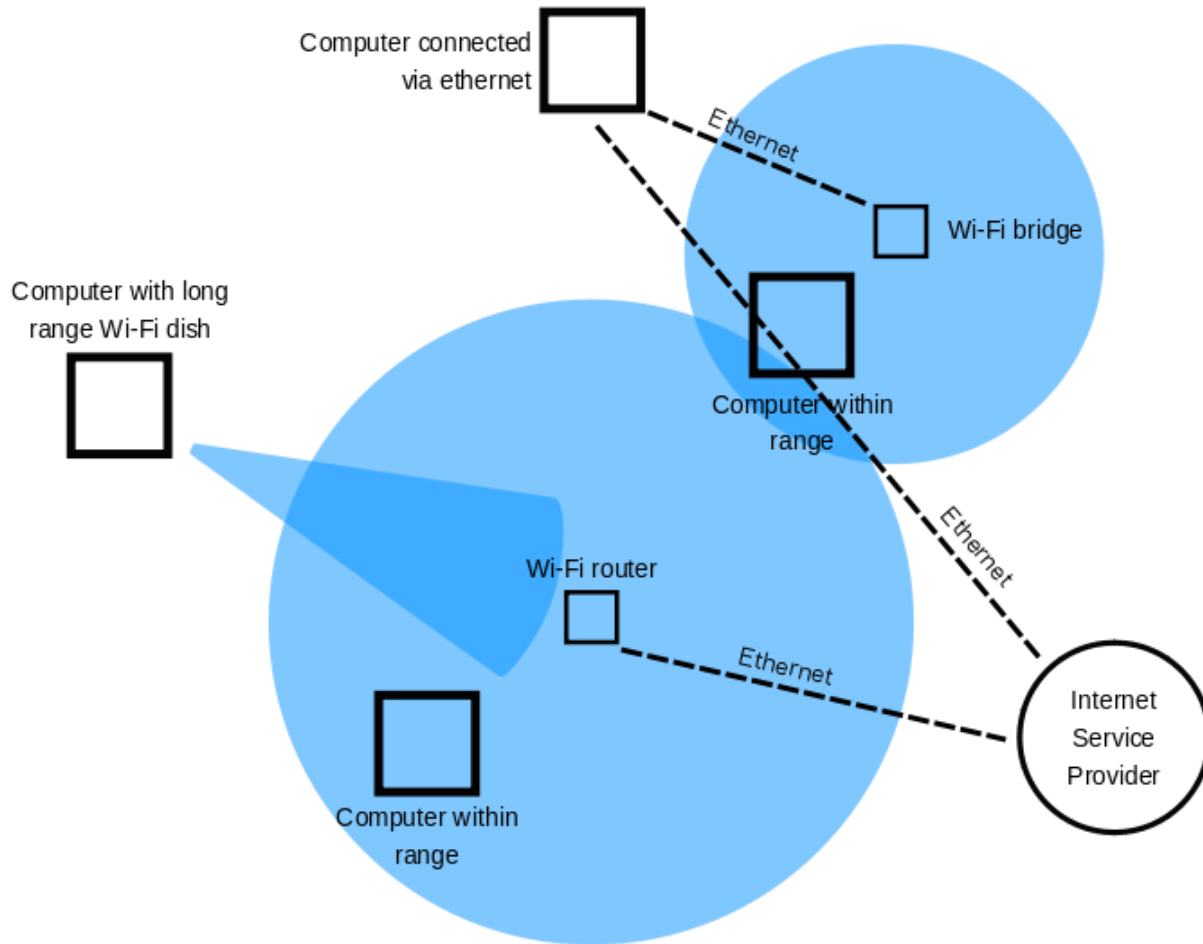 Computer connected
via ethernet
Ethernet
Wi-Fi bridge
Computer with long
range Wi-Fi dish
Computer within
range
Ethernet
Wi-Fi router
Ethernet
Internet
Service
Provider
Computer within
range